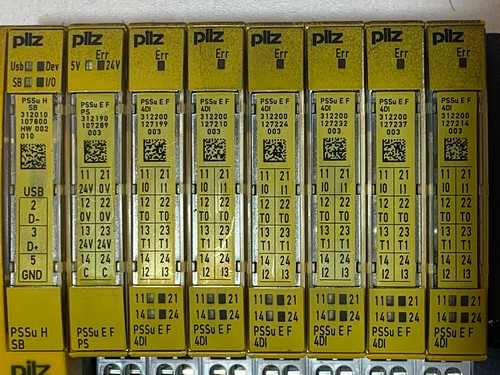 pilz
Usb Dev
SB I/O
PSSu H
SB
312010
107800
HW 002
010
USB
2
D-
3
D+
5
GND
PSSu H
SB
pilz
pilz
Err
5V 24V
PSSu E F
PS
312190
107289
003
21
24V 0V
12 22
0V 0V
13 23
24V 24V
14 24
C C
PSSu E F
PS
pilz
Err
PSSu E F
4DI
312200
127216
003
11 21
I0 I1
12 22
T0 T0
13 23
T1 T1
14 24
I2 I3
11 21
14 24
PSSu E F
4DI
pilz
Err
PSSu E F
4DI
312200
127210
003
11 21
I0 I1
12 22
T0 T0
13 23
T1 T1
14 24
I2 I3
11 21
14 24
PSSu E F
4DI
pilz
Err
PSSu E F
4DI
312200
127224
003
11 21
I0 I1
12 22
T0 T0
13 23
T1 T1
14 24
I2 I3
11 21
14 24
PSSu E F
4DI
pilz
Err
PSSu E F
4DI
312200
127232
003
11 21
I0 I1
12 22
T0 T0
13 23
T1 T1
14 24
I2 I3
11 21
14 24
PSSu E F
4DI
pilz
Err
PSSu E F
4DI
312200
127237
003
11 21
I0 I1
12 22
T0 T0
13 23
T1 T1
14 24
I2 I3
11 21
14 24
PSSu E F
4DI
pilz
Err
PSSu E F
4DI
312200
127214
003
11 21
I0 I1
12 22
T0 T0
13 23
T1 T1
14 24
I2 I3
11 21
14 24
PSSu E F
4DI